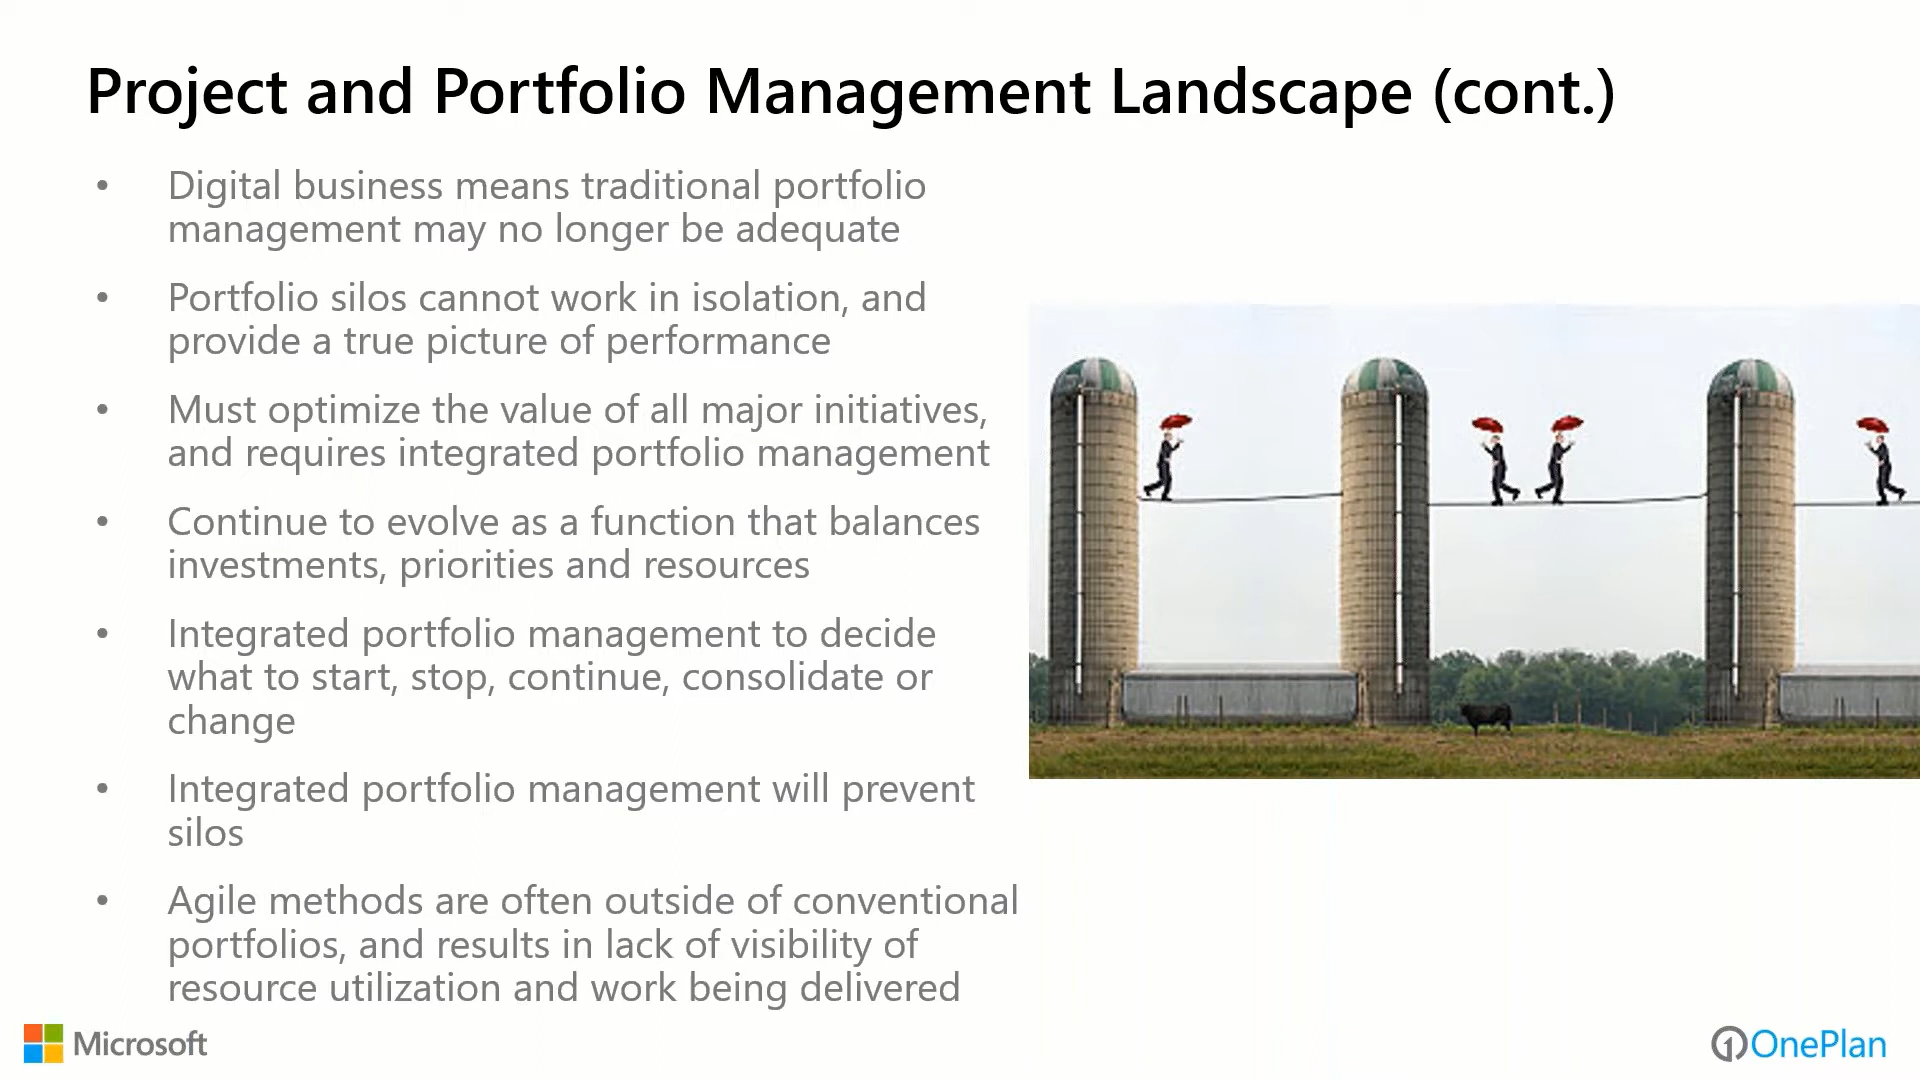 Project and Portfolio Management Landscape (cont.)
• Digital business means traditional portfolio
management may no longer be adequate
• Portfolio silos cannot work in isolation, and
provide a true picture of performance
• Must optimize the value of all major initiatives,
and requires integrated portfolio management
• Continue to evolve as a function that balances
investments, priorities and resources
• Integrated portfolio management to decide
what to start, stop, continue, consolidate or
change
• Integrated portfolio management will prevent
silos
• Agile methods are often outside of conventional
portfolios, and results in lack of visibility of
resource utilization and work being delivered
Microsoft
OnePlan